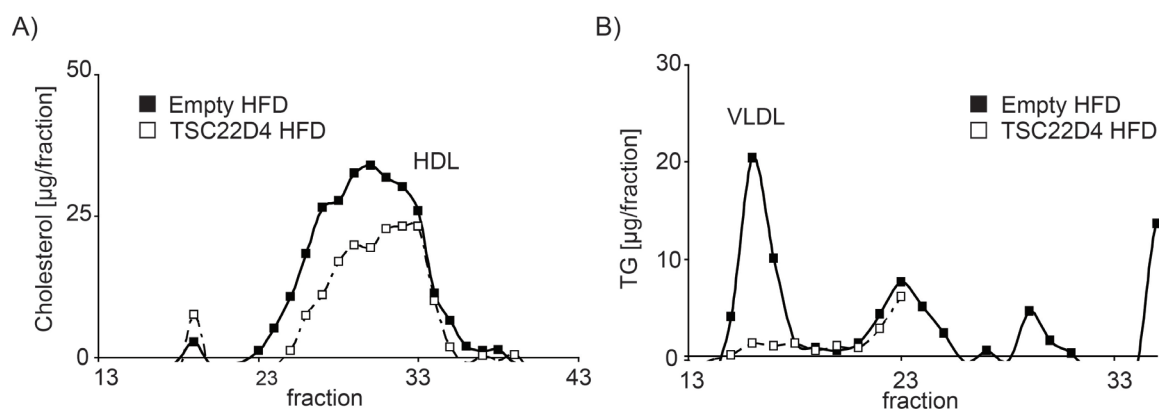 A)
50
Empty HFD
TSC22D4 HFD
HDL
25
0
Cholesterol [µg/fraction]
13
23
33
43
fraction
B)
30
Empty HFD
TSC22D4 HFD
VLDL
20
10
0
TG [µg/fraction]
13
23
33
fraction